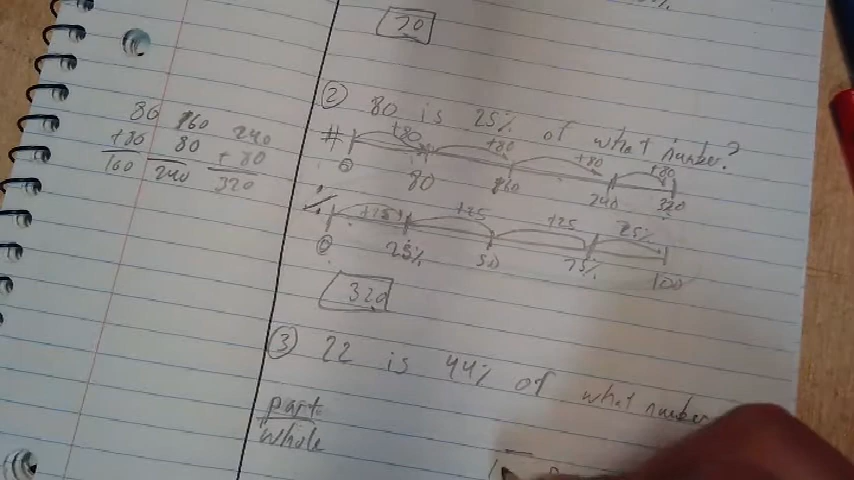 20
② 80 is 25% of what number?
# +80 +80 +80 +80
0 80 160 240 320
% +25 +25 +25 25%
0 25% 50 75% 100
80 160 240
+80 80 +80
160 240 320
320
③ 22 is 44% of what number
part
whole